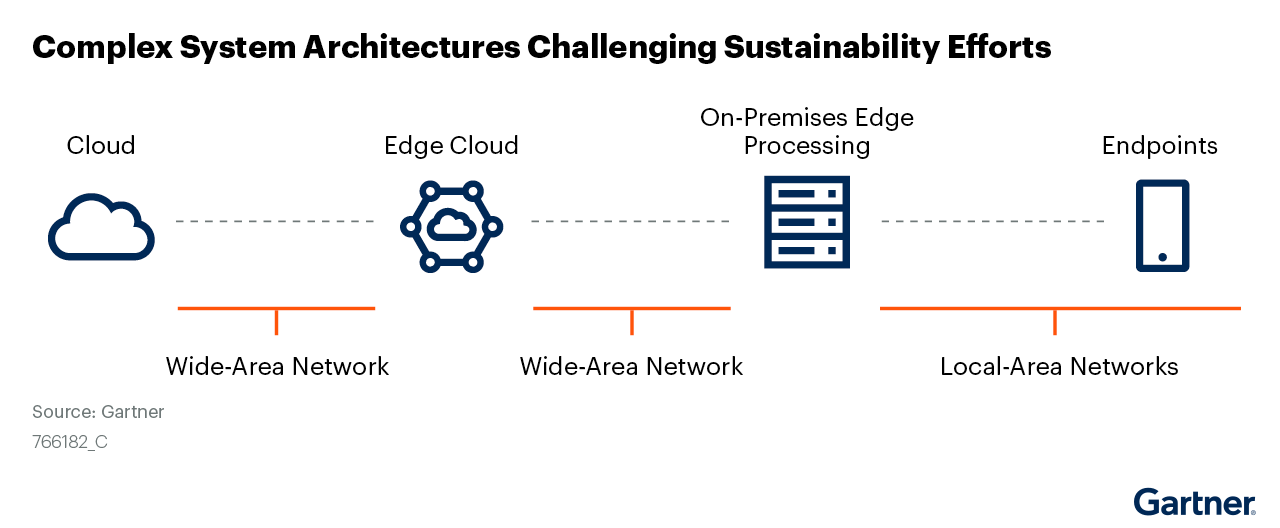 Complex System Architectures Challenging Sustainability Efforts
Cloud
Edge Cloud
On-Premises Edge
Processing
Endpoints
Wide-Area Network
Wide-Area Network
Local-Area Networks
Source: Gartner
766182_C
Gartner®